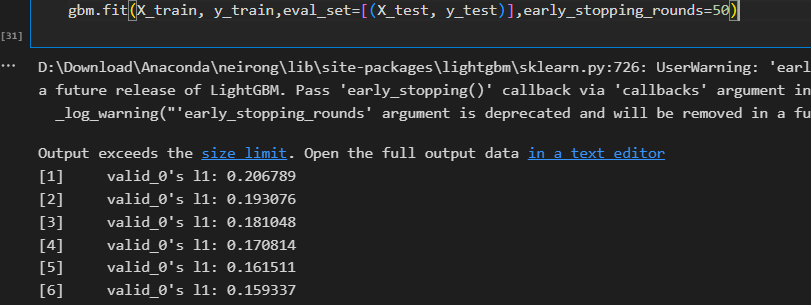 gbm.fit(X_train, y_train,eval_set=[(X_test, y_test)],early_stopping_rounds=50)
[31]
... D:\Download\Anaconda\neirong\lib\site-packages\lightgbm\sklearn.py:726: UserWarning: 'earl
a future release of LightGBM. Pass 'early_stopping()' callback via 'callbacks' argument in
_log_warning("'early_stopping_rounds' argument is deprecated and will be removed in a fu
Output exceeds the size limit. Open the full output data in a text editor
[1] valid_0's l1: 0.206789
[2] valid_0's l1: 0.193076
[3] valid_0's l1: 0.181048
[4] valid_0's l1: 0.170814
[5] valid_0's l1: 0.161511
[6] valid_0's l1: 0.159337